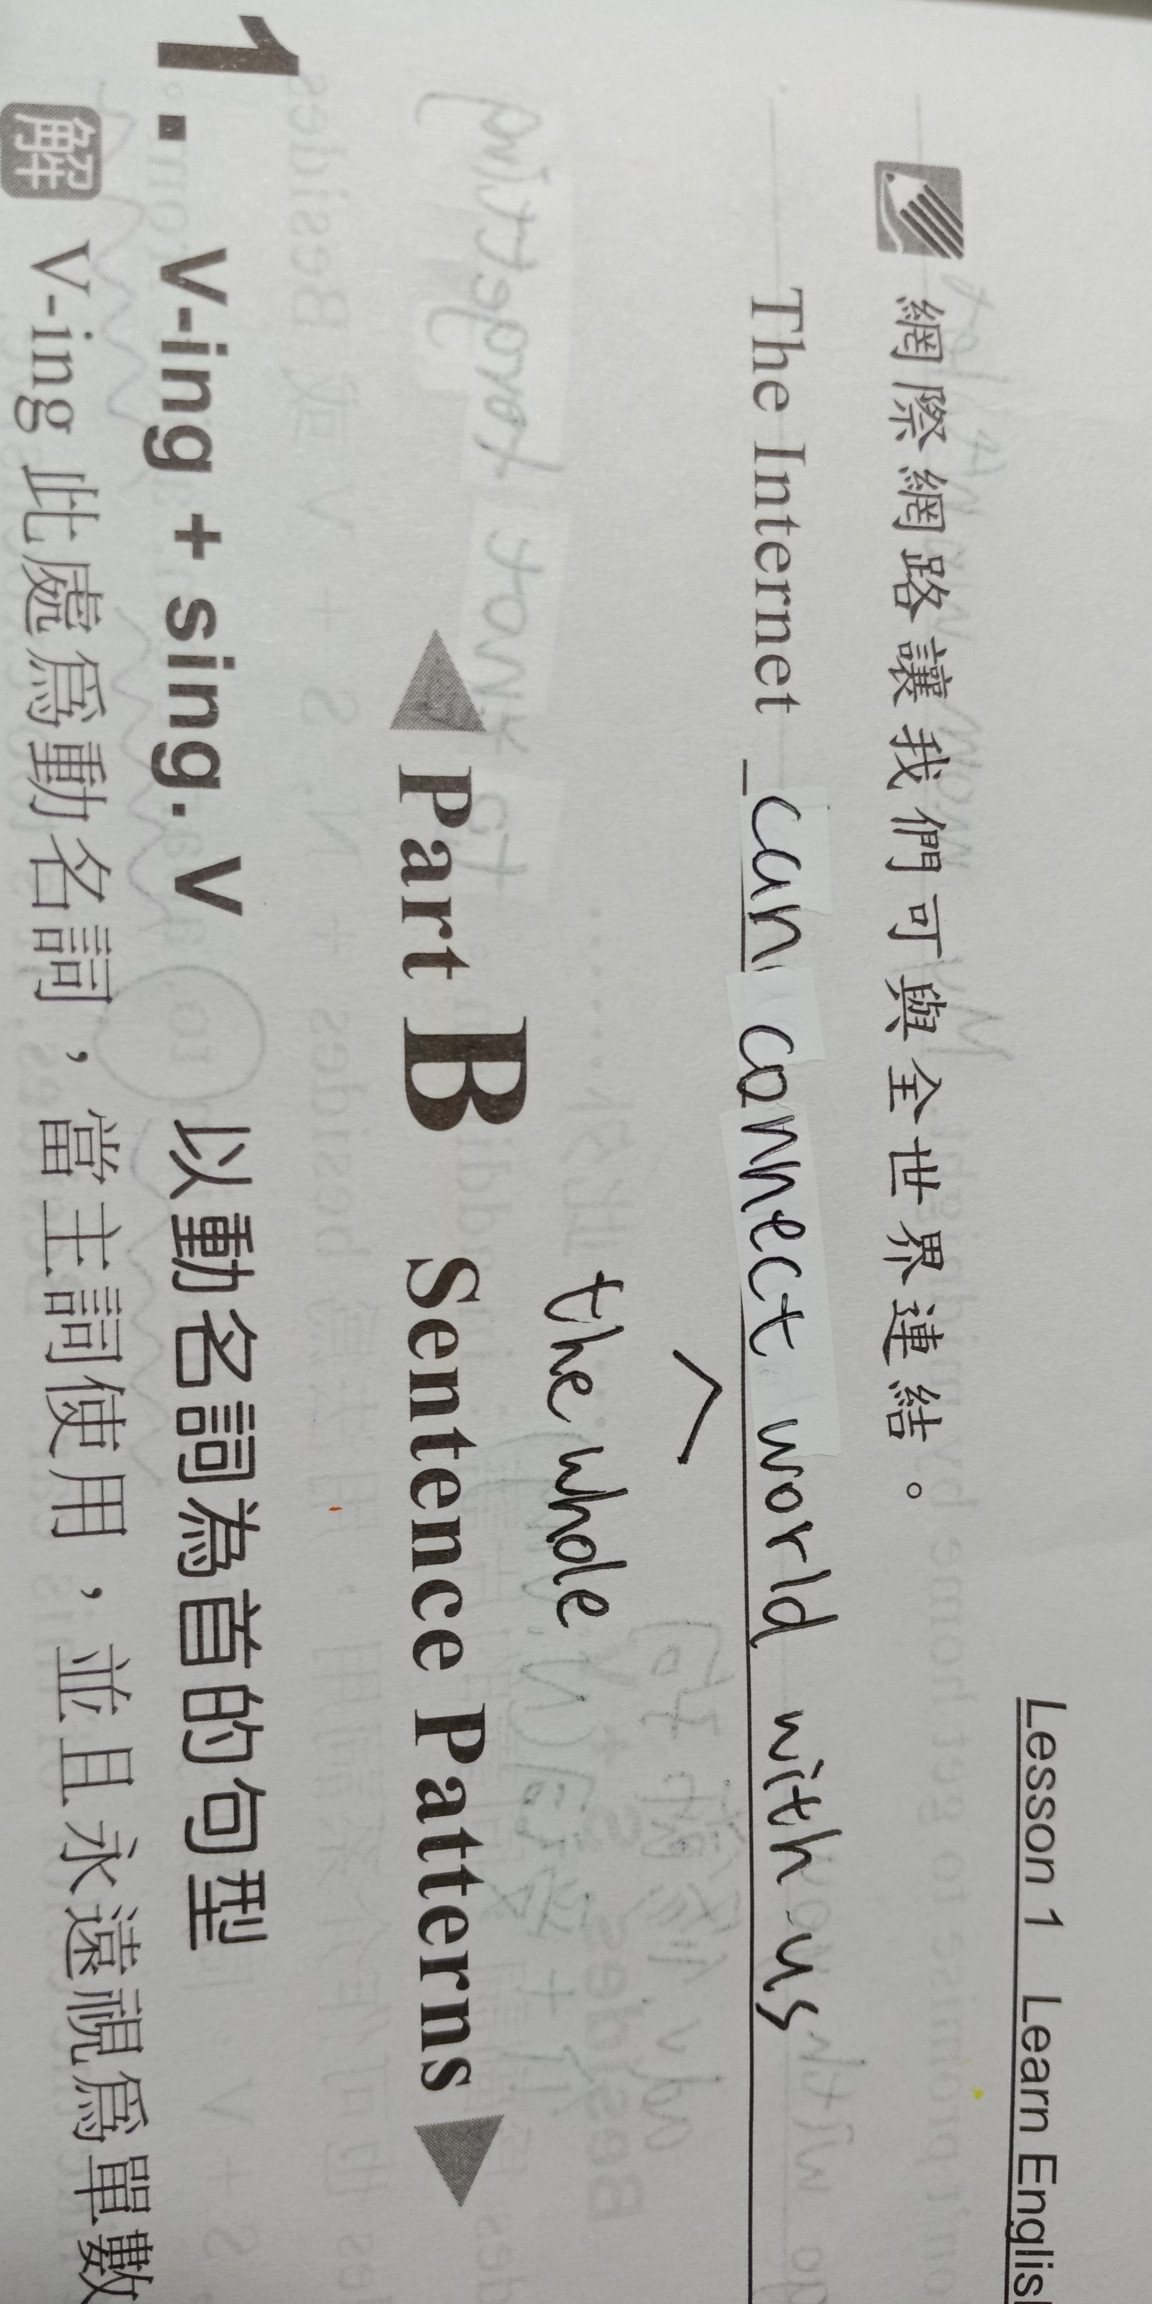 Lesson 1 Learn Englis
網際網路讓我們可與全世界連結。
The Internet can connect world with us
the whole
Part B Sentence Patterns
1. V-ing + sing. V 以動名詞為首的句型
解 V-ing 此處為動名詞，當主詞使用，並且永遠視為單數